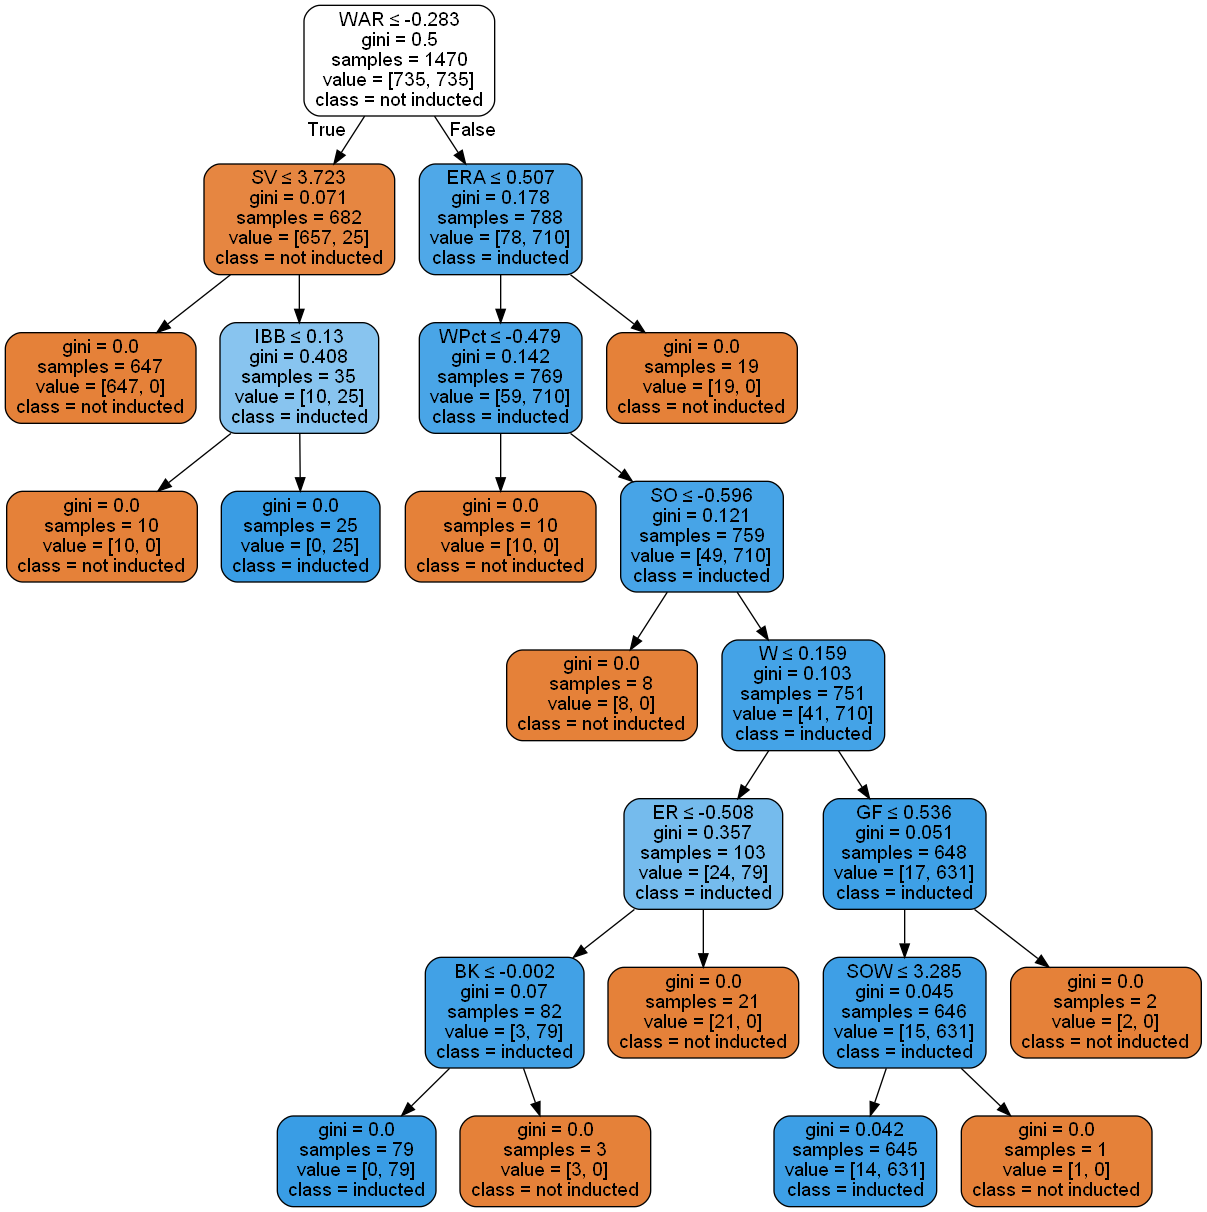 WAR ≤ -0.283
gini = 0.5
samples = 1470
value = [735, 735]
class = not inducted
True
False
SV ≤ 3.723
gini = 0.071
samples = 682
value = [657, 25]
class = not inducted
ERA ≤ 0.507
gini = 0.178
samples = 788
value = [78, 710]
class = inducted
gini = 0.0
samples = 647
value = [647, 0]
class = not inducted
IBB ≤ 0.13
gini = 0.408
samples = 35
value = [10, 25]
class = inducted
WPct ≤ -0.479
gini = 0.142
samples = 769
value = [59, 710]
class = inducted
gini = 0.0
samples = 19
value = [19, 0]
class = not inducted
gini = 0.0
samples = 10
value = [10, 0]
class = not inducted
gini = 0.0
samples = 25
value = [0, 25]
class = inducted
gini = 0.0
samples = 10
value = [10, 0]
class = not inducted
SO ≤ -0.596
gini = 0.121
samples = 759
value = [49, 710]
class = inducted
gini = 0.0
samples = 8
value = [8, 0]
class = not inducted
W ≤ 0.159
gini = 0.103
samples = 751
value = [41, 710]
class = inducted
ER ≤ -0.508
gini = 0.357
samples = 103
value = [24, 79]
class = inducted
GF ≤ 0.536
gini = 0.051
samples = 648
value = [17, 631]
class = inducted
BK ≤ -0.002
gini = 0.07
samples = 82
value = [3, 79]
class = inducted
gini = 0.0
samples = 21
value = [21, 0]
class = not inducted
SOW ≤ 3.285
gini = 0.045
samples = 646
value = [15, 631]
class = inducted
gini = 0.0
samples = 2
value = [2, 0]
class = not inducted
gini = 0.0
samples = 79
value = [0, 79]
class = inducted
gini = 0.0
samples = 3
value = [3, 0]
class = not inducted
gini = 0.042
samples = 645
value = [14, 631]
class = inducted
gini = 0.0
samples = 1
value = [1, 0]
class = not inducted